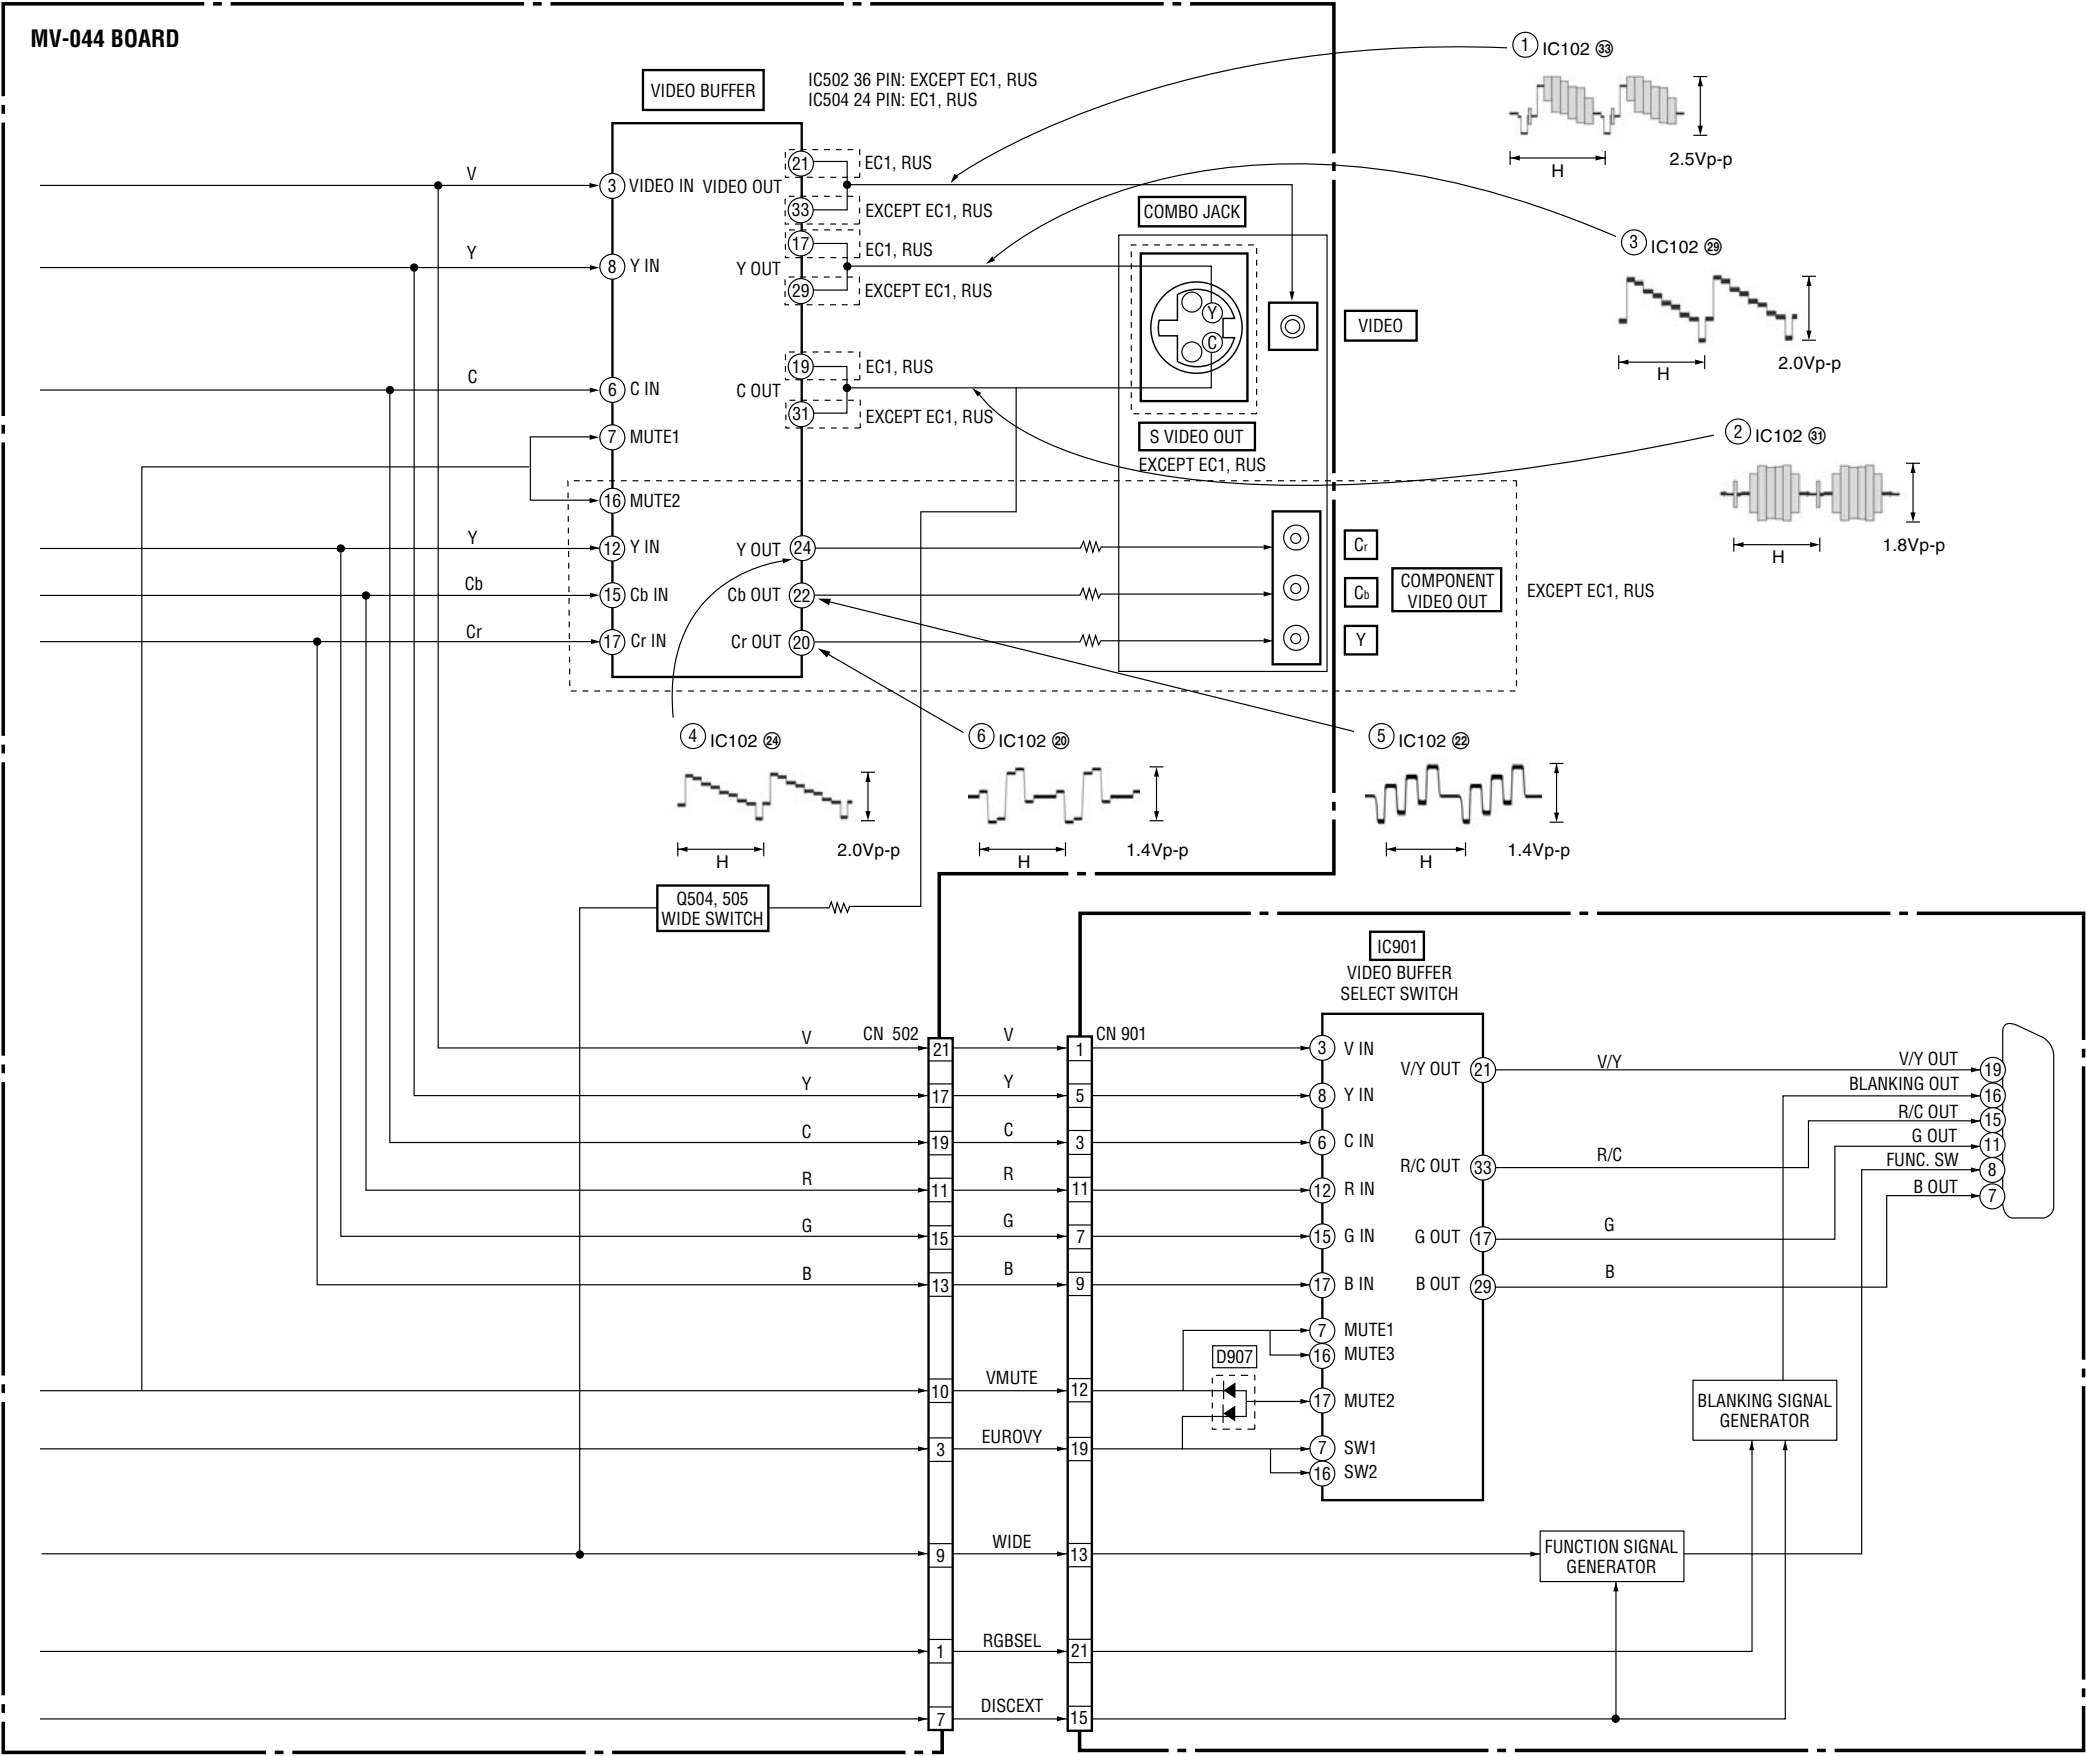 MV-044 BOARD
VIDEO BUFFER
IC502 36 PIN: EXCEPT EC1, RUS
IC504 24 PIN: EC1, RUS
1 IC102 33
H
2.5Vp-p
V
3 VIDEO IN
VIDEO OUT
21
EC1, RUS
33
EXCEPT EC1, RUS
Y
8 Y IN
Y OUT
17
EC1, RUS
29
EXCEPT EC1, RUS
COMBO JACK
Y
C
VIDEO
3 IC102 29
H
2.0Vp-p
C
6 C IN
C OUT
19
EC1, RUS
31
EXCEPT EC1, RUS
7 MUTE1
S VIDEO OUT
EXCEPT EC1, RUS
2 IC102 31
H
1.8Vp-p
16 MUTE2
Y
12 Y IN
Y OUT 24
Cr
Cb
15 Cb IN
Cb OUT 22
Cb
COMPONENT
VIDEO OUT
EXCEPT EC1, RUS
Cr
17 Cr IN
Cr OUT 20
Y
4 IC102 24
H
2.0Vp-p
6 IC102 20
H
1.4Vp-p
5 IC102 22
H
1.4Vp-p
Q504, 505
WIDE SWITCH
IC901
VIDEO BUFFER
SELECT SWITCH
CN 502
CN 901
V
21
V
1
3 V IN
V/Y OUT 21
V/Y
V/Y OUT
19
Y
17
Y
5
8 Y IN
BLANKING OUT
16
C
19
C
3
6 C IN
R/C OUT
15
R/C OUT 33
R/C
G OUT
11
R
11
R
11
12 R IN
FUNC. SW
8
G
15
G
7
15 G IN
G OUT 17
G
B OUT
7
B
13
B
9
17 B IN
B OUT 29
B
7 MUTE1
16 MUTE3
D907
10
VMUTE
12
17 MUTE2
BLANKING SIGNAL
GENERATOR
3
EUROVY
19
7 SW1
16 SW2
9
WIDE
13
FUNCTION SIGNAL
GENERATOR
1
RGBSEL
21
7
DISCEXT
15